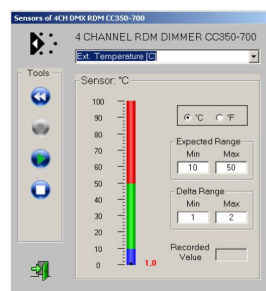 Sensors of 4CH DMX RDM CC350-700
4 CHANNEL RDM DIMMER CC350-700
Ext. Temperature [C]
Tools
Sensor: °C
100
90
80
70
60
50
40
30
20
10
0
1,0
°C °F
Expected Range
Min Max
10 50
Delta Range
Min Max
1 2
Recorded
Value